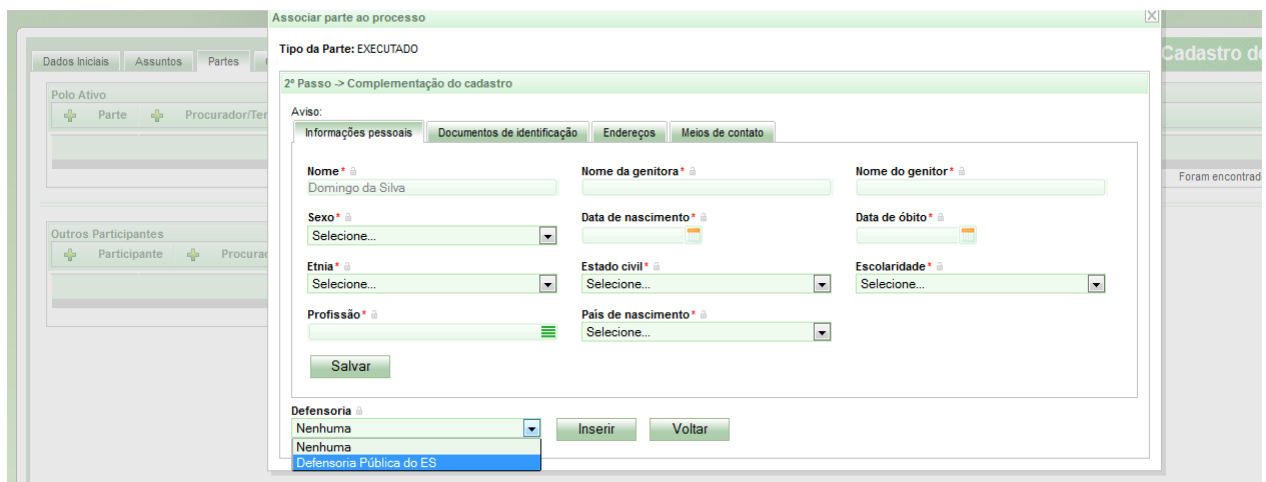 Associar parte ao processo
Tipo da Parte: EXECUTADO
Cadastro de
Dados Iniciais Assuntos Partes
2º Passo -> Complementação do cadastro
Polo Ativo
Parte Procurador/Ter
Aviso:
Informações pessoais Documentos de identificação Endereços Meios de contato
Nome* Nome da genitora* Nome do genitor*
Foram encontrad
Domingo da Silva
Sexo* Data de nascimento* Data de óbito*
Selecione...
Outros Participantes
Participante Procurac
Etnia* Estado civil* Escolaridade*
Selecione... Selecione... Selecione...
Profissão* País de nascimento*
Selecione...
Salvar
Defensoria
Nenhuma Inserir Voltar
Nenhuma
Defensoria Pública do ES